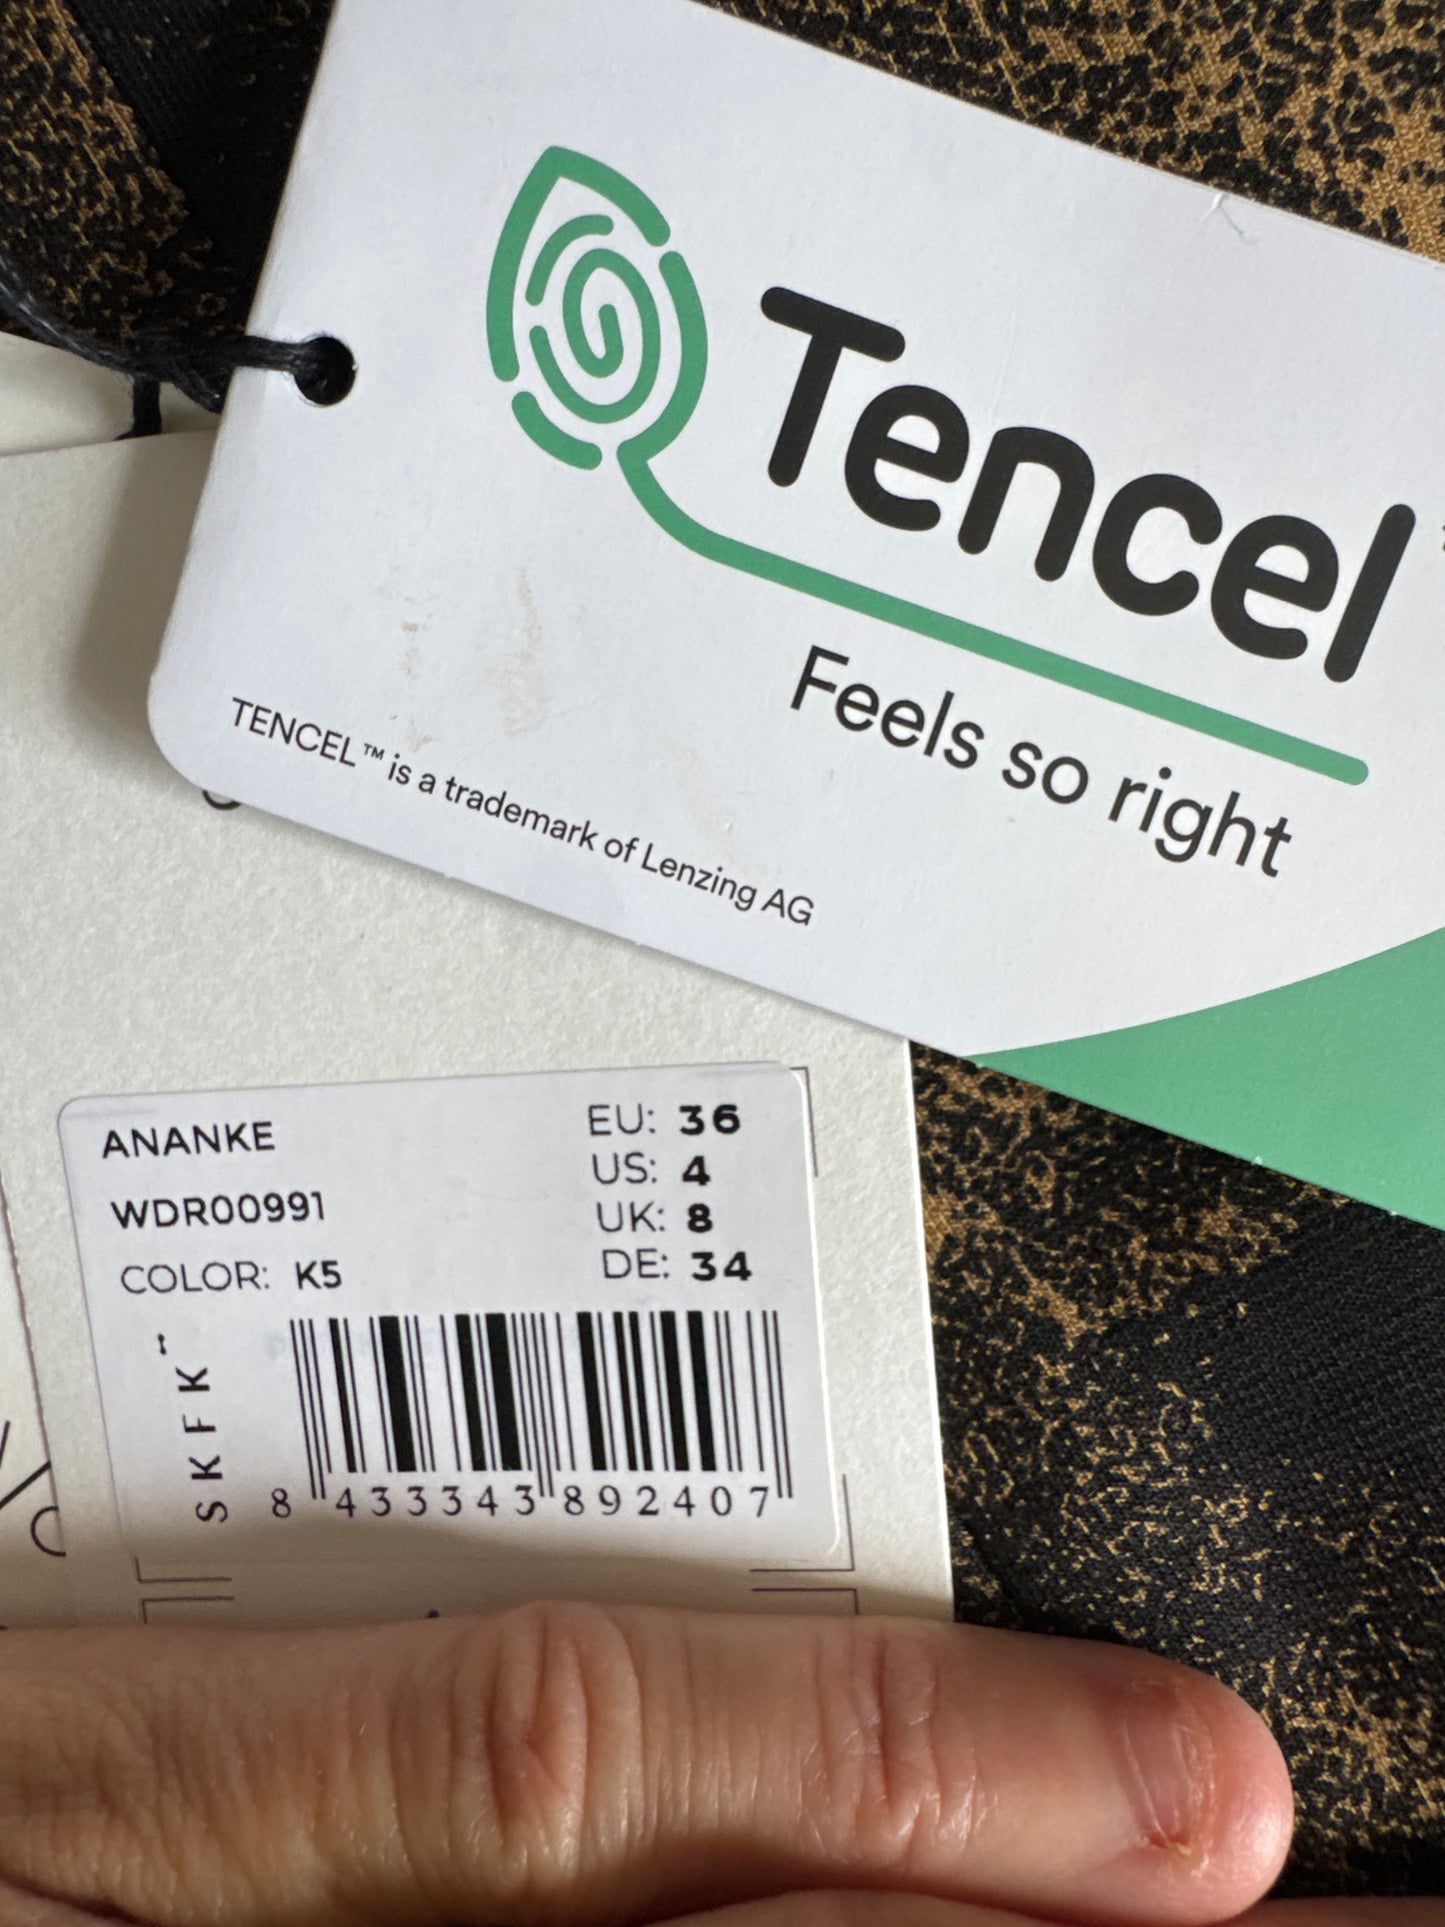 Tencel
Feels so right
TENCEL™ is a trademark of Lenzing AG
ANANKE
WDR00991
COLOR: K5
EU: 36
US: 4
UK: 8
DE: 34
SKFK
8 433343 892407